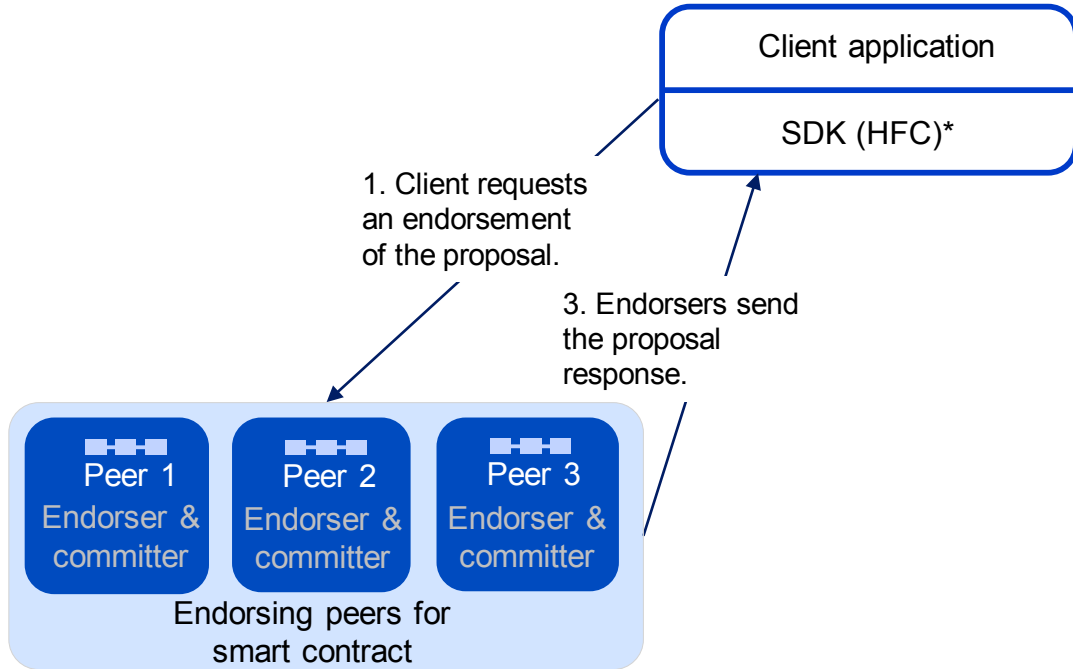 Client application
SDK (HFC)*
1. Client requests
an endorsement
of the proposal.
3. Endorsers send
the proposal
response.
Peer 1
Endorser &
committer
Peer 2
Endorser &
committer
Peer 3
Endorser &
committer
Endorsing peers for
smart contract